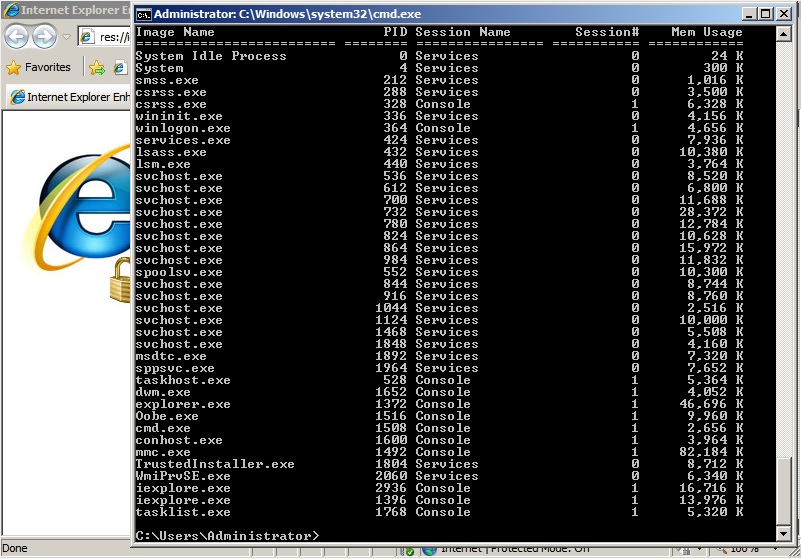 Internet Explorer E
Administrator: C:\Windows\system32\cmd.exe
res://
Favorites
Internet Explorer Enh
Image Name                     PID Session Name        Session#    Mem Usage
========================= ======== ================ =========== ============
System Idle Process              0 Services                   0         24 K
System                           4 Services                   0        300 K
smss.exe                       212 Services                   0      1,016 K
csrss.exe                      288 Services                   0      3,500 K
csrss.exe                      328 Console                    1      6,328 K
wininit.exe                    336 Services                   0      4,156 K
winlogon.exe                   364 Console                    1      4,656 K
services.exe                   424 Services                   0      7,936 K
lsass.exe                      432 Services                   0     10,380 K
lsm.exe                        440 Services                   0      3,764 K
svchost.exe                    536 Services                   0      8,520 K
svchost.exe                    612 Services                   0      6,800 K
svchost.exe                    700 Services                   0     11,688 K
svchost.exe                    732 Services                   0     28,372 K
svchost.exe                    780 Services                   0     12,784 K
svchost.exe                    824 Services                   0     10,628 K
svchost.exe                    864 Services                   0     15,972 K
svchost.exe                    984 Services                   0     11,832 K
spoolsv.exe                    552 Services                   0     10,300 K
svchost.exe                    844 Services                   0      8,744 K
svchost.exe                    916 Services                   0      8,760 K
svchost.exe                   1044 Services                   0      2,516 K
svchost.exe                   1124 Services                   0     10,000 K
svchost.exe                   1468 Services                   0      5,508 K
svchost.exe                   1848 Services                   0      4,160 K
msdtc.exe                     1892 Services                   0      7,320 K
sppsvc.exe                    1964 Services                   0      7,652 K
taskhost.exe                   528 Console                    1      5,364 K
dwm.exe                       1652 Console                    1      4,052 K
explorer.exe                  1372 Console                    1     46,696 K
Oobe.exe                      1516 Console                    1      9,960 K
cmd.exe                       1508 Console                    1      2,656 K
conhost.exe                   1600 Console                    1      3,964 K
mmc.exe                       1492 Console                    1     82,184 K
TrustedInstaller.exe          1804 Services                   0      8,712 K
WmiPrvSE.exe                  2060 Services                   0      6,340 K
iexplore.exe                  2936 Console                    1     16,716 K
iexplore.exe                  1396 Console                    1     13,976 K
tasklist.exe                  1768 Console                    1      5,320 K
C:\Users\Administrator>
Done
Internet | Protected Mode: Off
100%